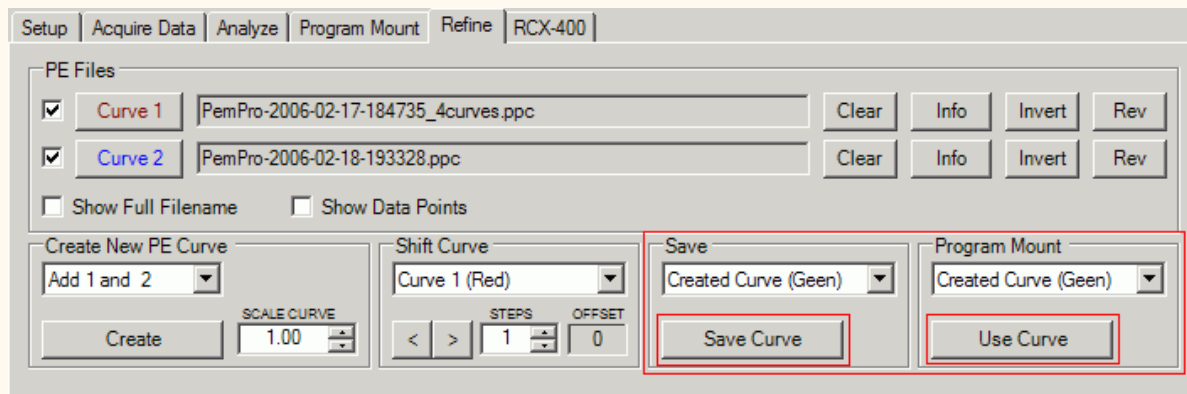 Setup Acquire Data Analyze Program Mount Refine RCX-400
PE Files
Curve 1 PemPro-2006-02-17-184735_4curves.ppc Clear Info Invert Rev
Curve 2 PemPro-2006-02-18-193328.ppc Clear Info Invert Rev
Show Full Filename Show Data Points
Create New PE Curve Shift Curve Save Program Mount
Add 1 and 2 Curve 1 (Red) Created Curve (Geen) Created Curve (Geen)
SCALE CURVE STEPS OFFSET
Create 1.00 < > 1 0 Save Curve Use Curve